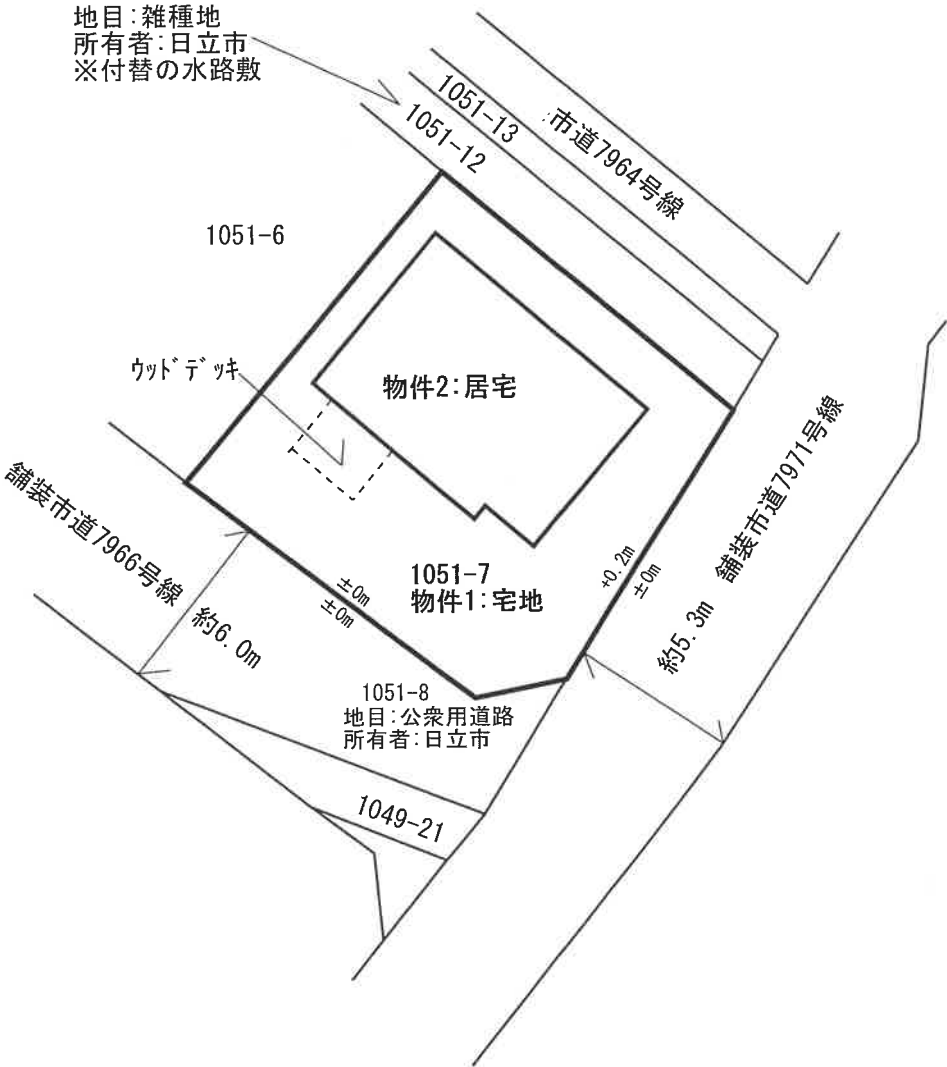 地目:雑種地
所有者:日立市
※付替の水路敷
1051-13
1051-12
市道7964号線
1051-6
ウッドデッキ
物件2:居宅
舗装市道7971号線
約5.3m
舗装市道7966号線
約6.0m
+0.2m
±0m
±0m
±0m
1051-7
物件1:宅地
1051-8
地目:公衆用道路
所有者:日立市
1049-21